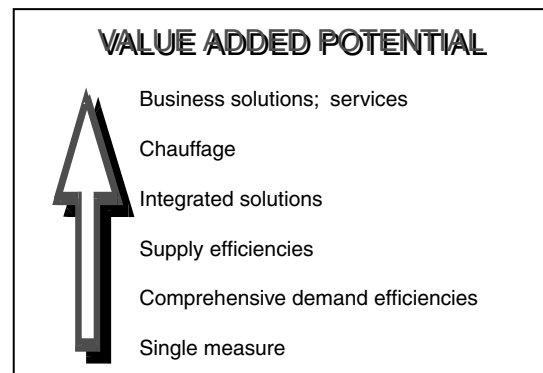 VALUE ADDED POTENTIAL
Business solutions; services
Chauffage
Integrated solutions
Supply efficiencies
Comprehensive demand efficiencies
Single measure